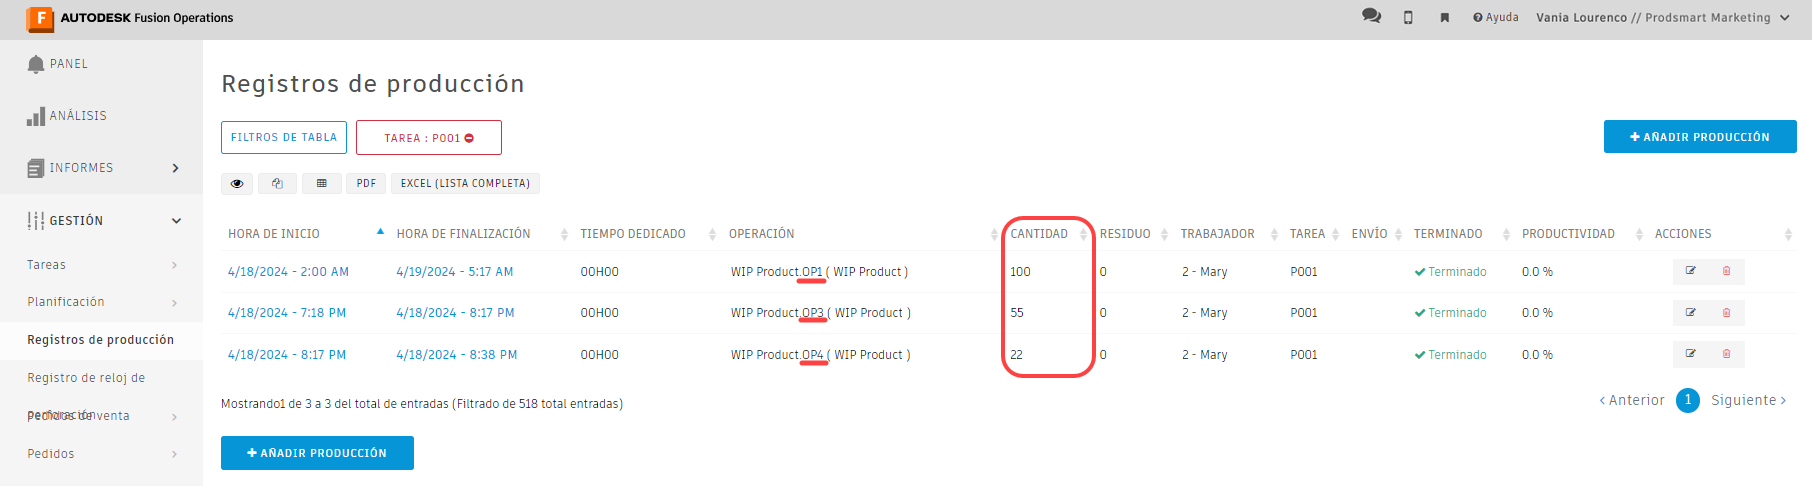 AUTODESK Fusion Operations
Ayuda
Vania Lourenco // Prodsmart Marketing
PANEL
ANÁLISIS
INFORMES
GESTIÓN
Tareas
Planificación
Registros de producción
Registro de reloj de
perforación
Pedidos de venta
Pedidos
Registros de producción
FILTROS DE TABLA
TAREA : P001
AÑADIR PRODUCCIÓN
PDF
EXCEL (LISTA COMPLETA)
HORA DE INICIO HORA DE FINALIZACIÓN TIEMPO DEDICADO OPERACIÓN CANTIDAD RESIDUO TRABAJADOR TAREA ENVÍO TERMINADO PRODUCTIVIDAD ACCIONES
4/18/2024 - 2:00 AM 4/19/2024 - 5:17 AM 00H00 WIP Product.OP1 ( WIP Product ) 100 0 2 - Mary P001 Terminado 0.0 %
4/18/2024 - 7:18 PM 4/18/2024 - 8:17 PM 00H00 WIP Product.OP3 ( WIP Product ) 55 0 2 - Mary P001 Terminado 0.0 %
4/18/2024 - 8:17 PM 4/18/2024 - 8:38 PM 00H00 WIP Product.OP4 ( WIP Product ) 22 0 2 - Mary P001 Terminado 0.0 %
Mostrando1 de 3 a 3 del total de entradas (Filtrado de 518 total entradas)
Anterior 1 Siguiente
AÑADIR PRODUCCIÓN